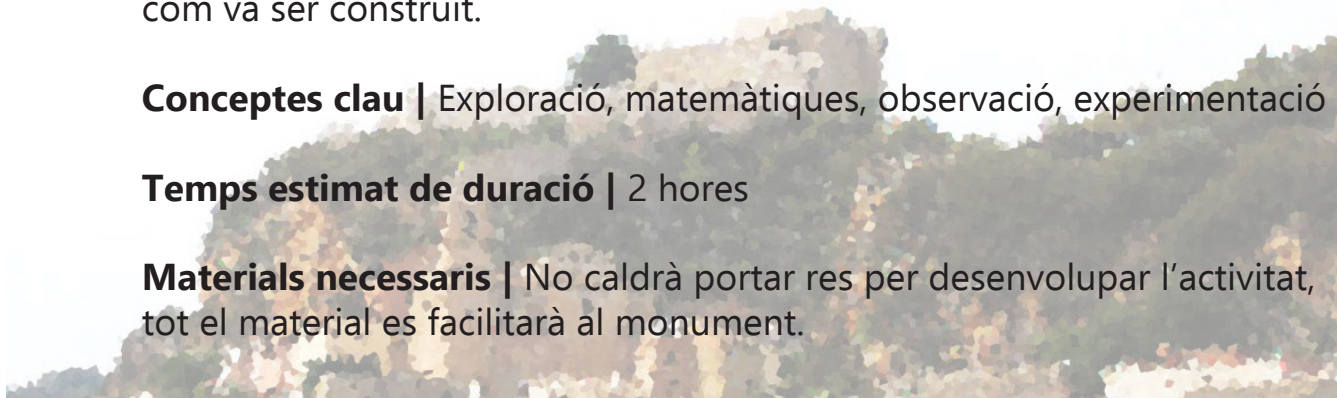 com va ser construït.
Conceptes clau | Exploració, matemàtiques, observació, experimentació
Temps estimat de duració | 2 hores
Materials necessaris | No caldrà portar res per desenvolupar l’activitat,
tot el material es facilitarà al monument.